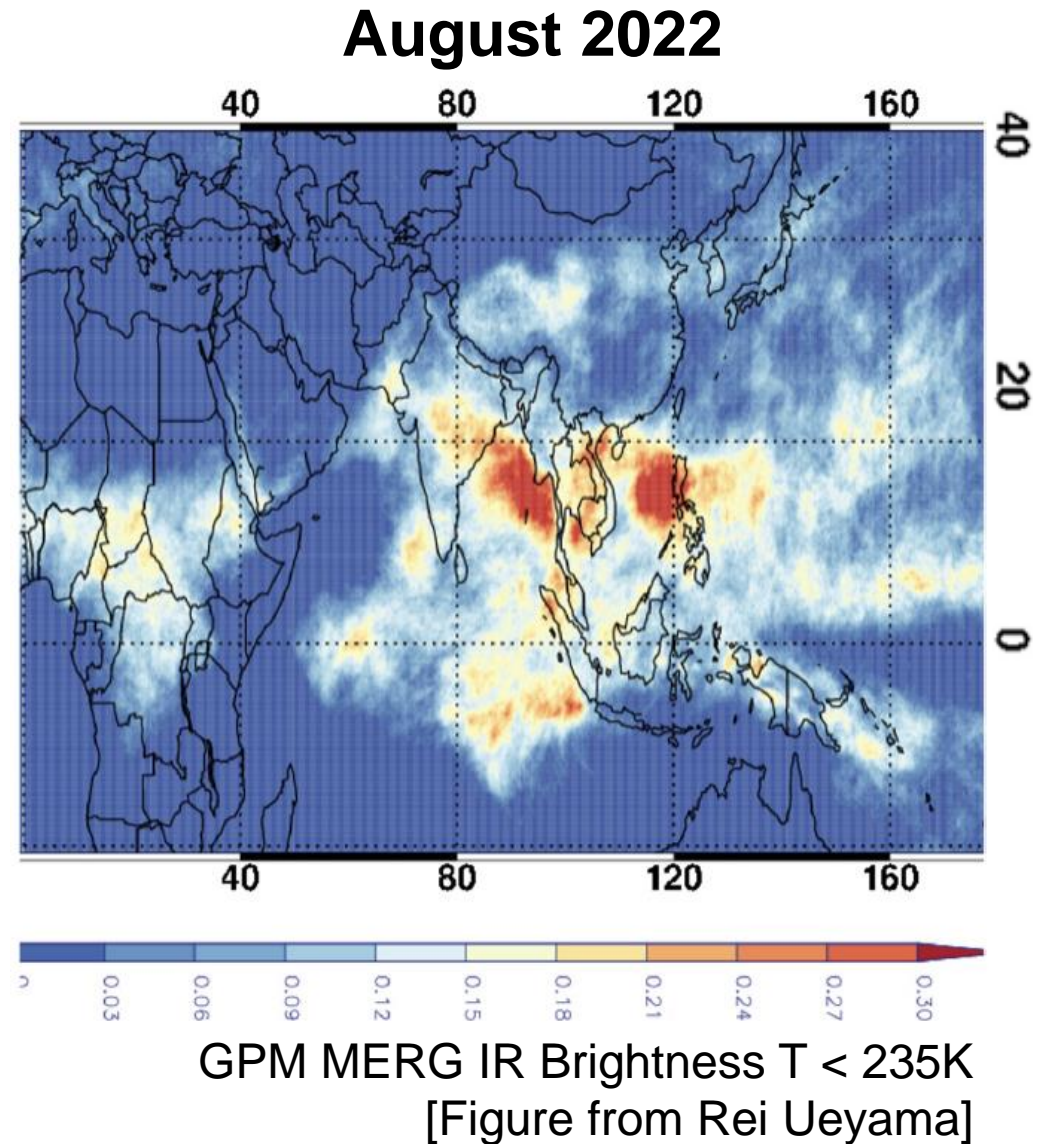 August 2022
40 80 120 160
40
20
0
40 80 120 160
0.03 0.06 0.09 0.12 0.15 0.18 0.21 0.24 0.27 0.30
GPM MERG IR Brightness T < 235K
[Figure from Rei Ueyama]